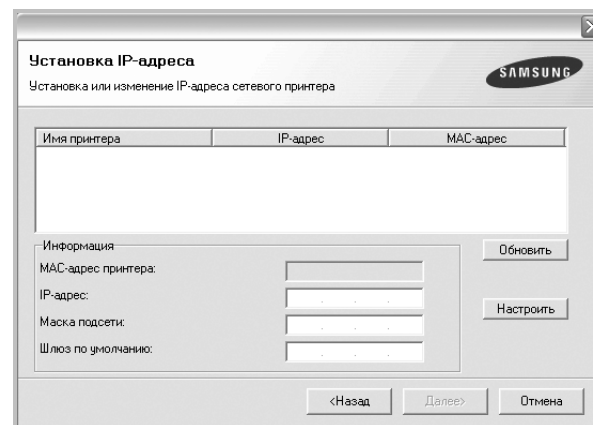 Установка IP-адреса
Установка или изменение IP-адреса сетевого принтера
SAMSUNG
Имя принтера IP-адрес MAC-адрес
Информация
MAC-адрес принтера:
IP-адрес:
Маска подсети:
Шлюз по умолчанию:
Обновить
Настроить
<Назад Далее> Отмена